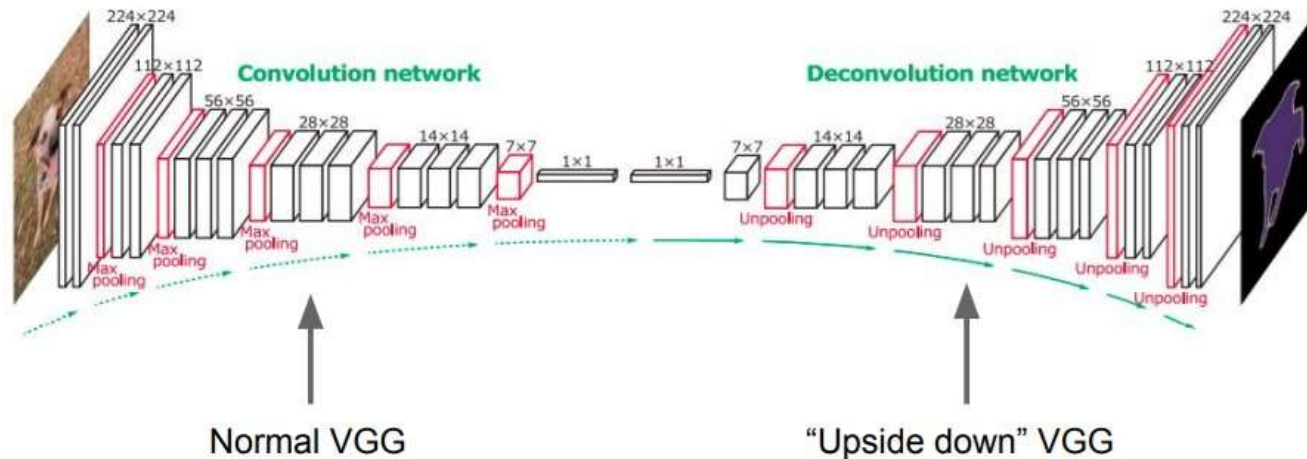 224×224
112×112
56×56
28×28
14×14
7×7
1×1
1×1
7×7
14×14
28×28
56×56
112×112
224×224
Convolution network
Deconvolution network
Max
pooling
Max
pooling
Max
pooling
Max
pooling
Max
pooling
Unpooling
Unpooling
Unpooling
Unpooling
Unpooling
Normal VGG
“Upside down” VGG